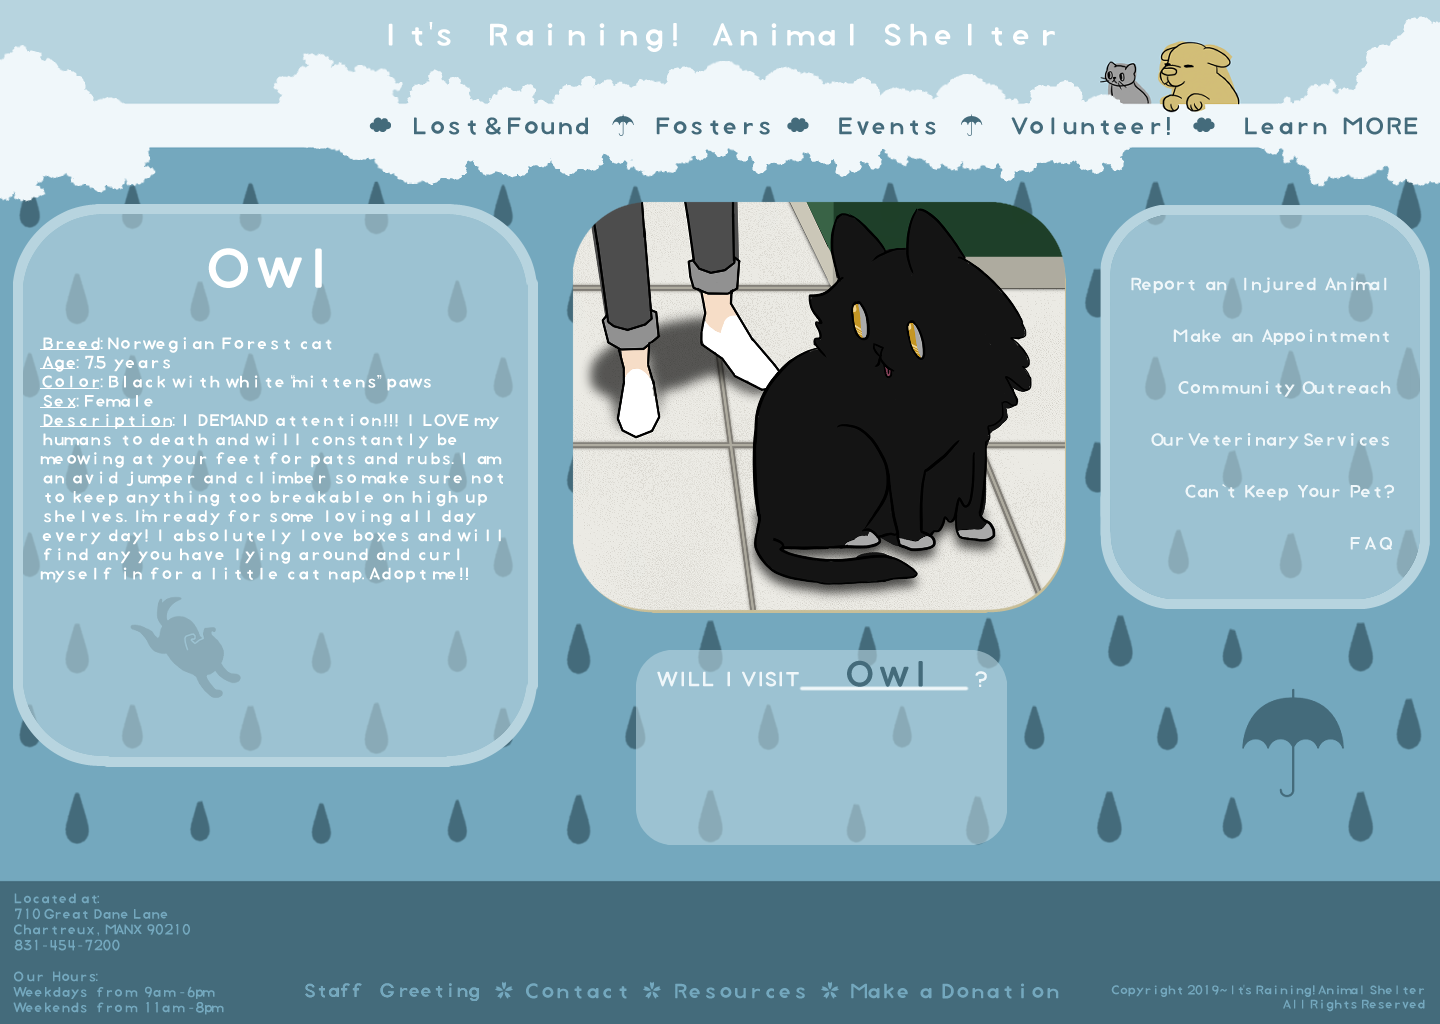 It's Raining! Animal Shelter
Lost&Found Fosters Events Volunteer! Learn MORE
Owl
Breed: Norwegian Forest cat
Age: 7.5 years
Color: Black with white "mittens" paws
Sex: Female
Description: I DEMAND attention!!! I LOVE my
humans to death and will constantly be
meowing at your feet for pats and rubs. I am
an avid jumper and climber so make sure not
to keep anything too breakable on high up
shelves. I'm ready for some loving all day
every day! I absolutely love boxes and will
find any you have lying around and curl
myself in for a little cat nap. Adopt me!!
Report an Injured Animal
Make an Appointment
Community Outreach
Our Veterinary Services
Can't Keep Your Pet?
FAQ
WILL I VISIT Owl ?
Located at:
710 Great Dane Lane
Chartreux, MANX 90210
831-454-7200
Our Hours:
Weekdays from 9am-6pm
Weekends from 11am-8pm
Staff Greeting Contact Resources Make a Donation
Copyright 2019~It's Raining! Animal Shelter
All Rights Reserved